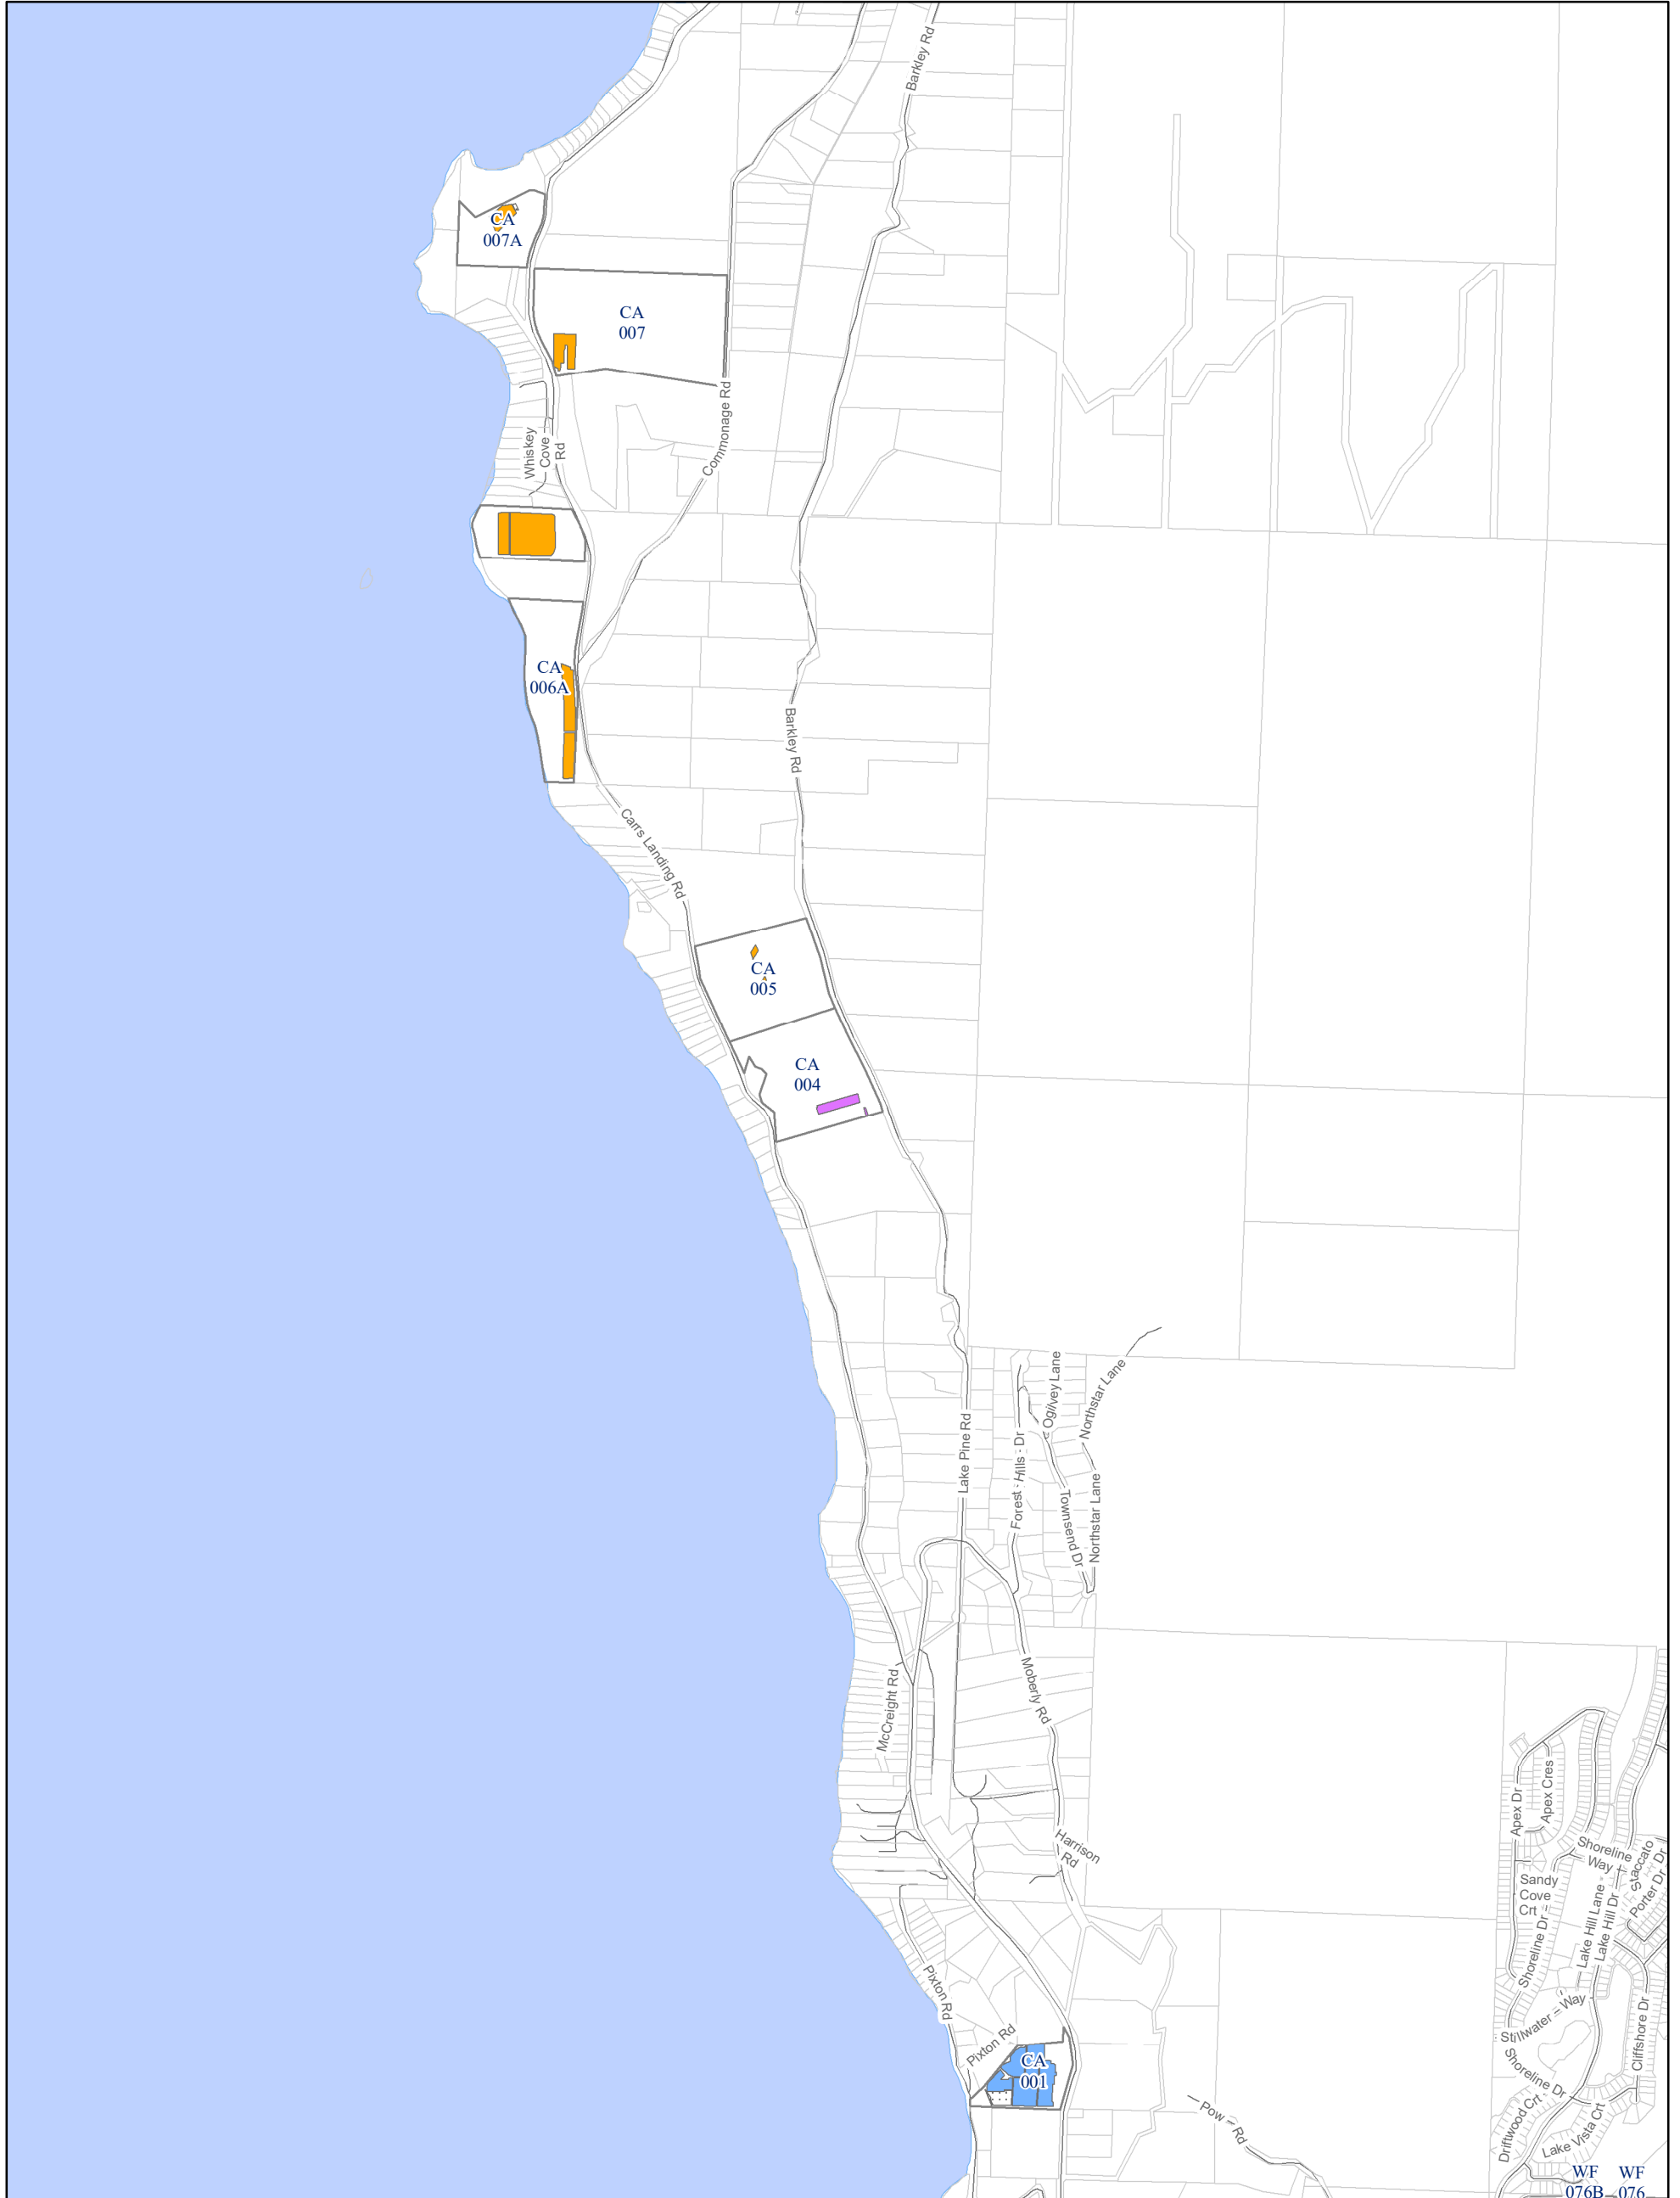 Barkley Rd
CA
007A
CA
007
Commonage Rd
Whiskey
Cove
Rd
CA
006A
Barkley Rd
Carrs Landing Rd
CA
005
CA
004
Northstar Lane
Ogilvey Lane
Lake Pine Rd
Forest Hills Dr
Townsend Dr
Northstar Lane
McCreight Rd
Moberly Rd
Harrison
Rd
Apex Dr
Apex Cres
Shoreline
Way
Staccato
Dr
Porter Dr
Sandy
Cove
Crt
Shoreline Dr
Lake Hill Lane
Lake Hill Dr
Pixton Rd
Pixton Rd
Stillwater Way
Cliffshore Dr
Shoreline Dr
CA
001
Pow Rd
Driftwood Crt
Lake Vista Crt
WF
076B
WF
076